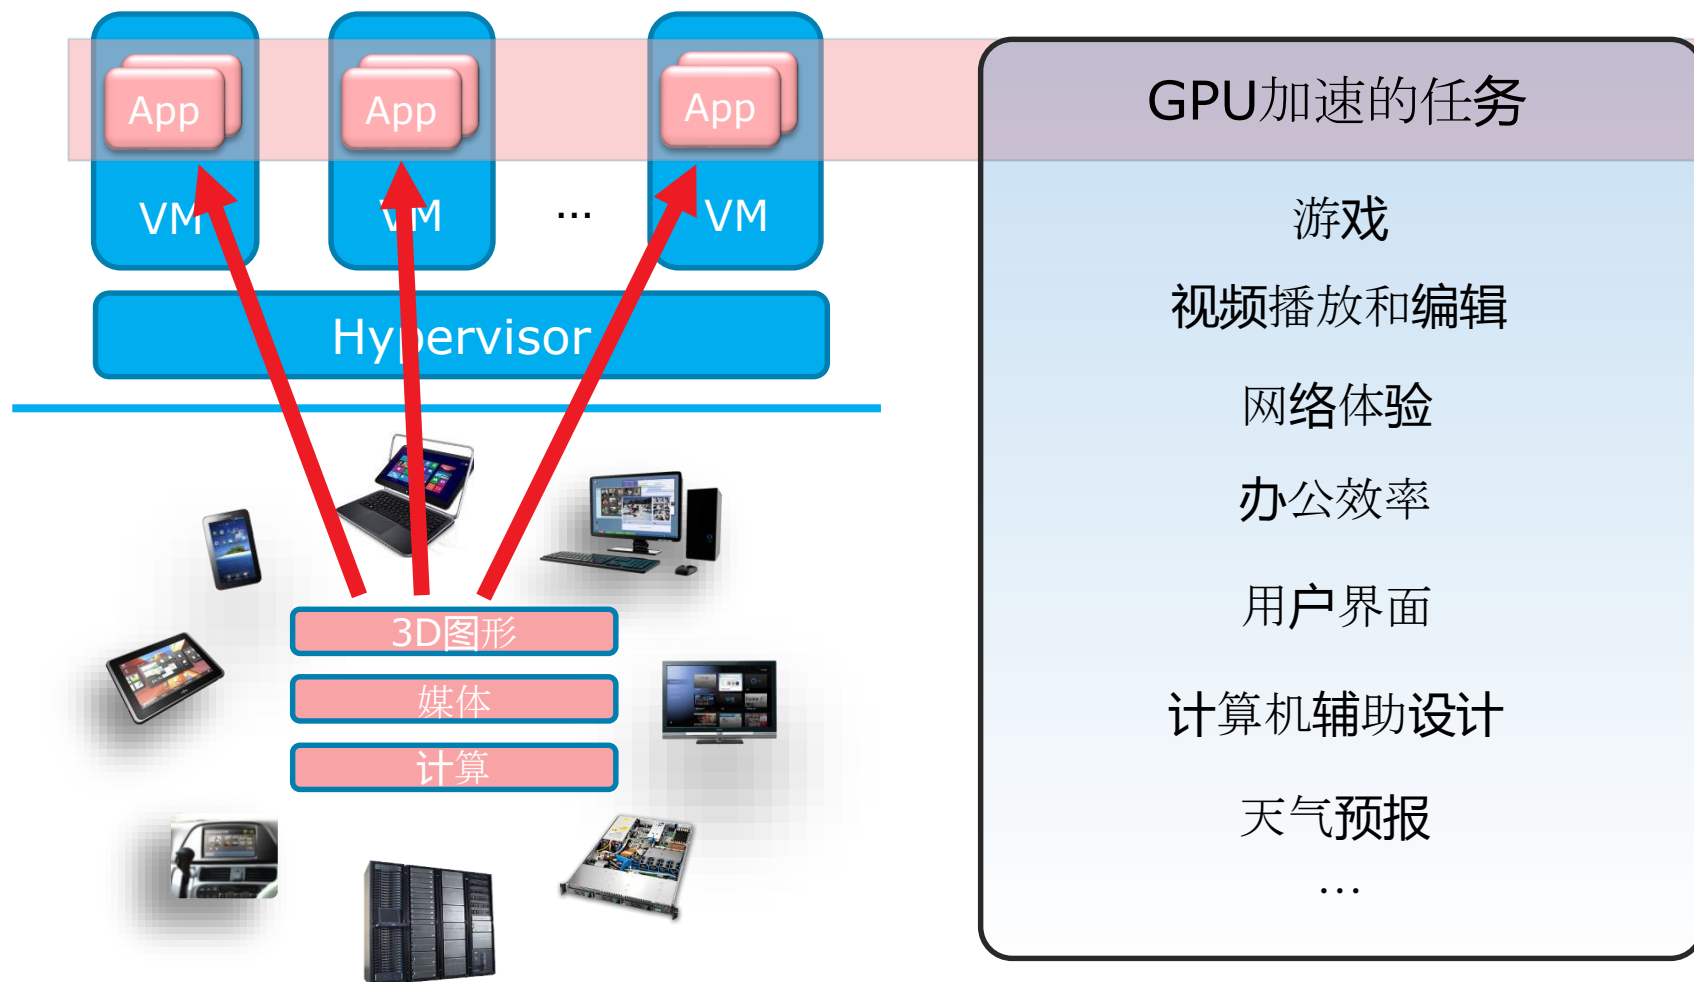 App
App
App
VM
VM
...
VM
Hypervisor
3D图形
媒体
计算
GPU加速的任务
游戏
视频播放和编辑
网络体验
办公效率
用户界面
计算机辅助设计
天气预报
...